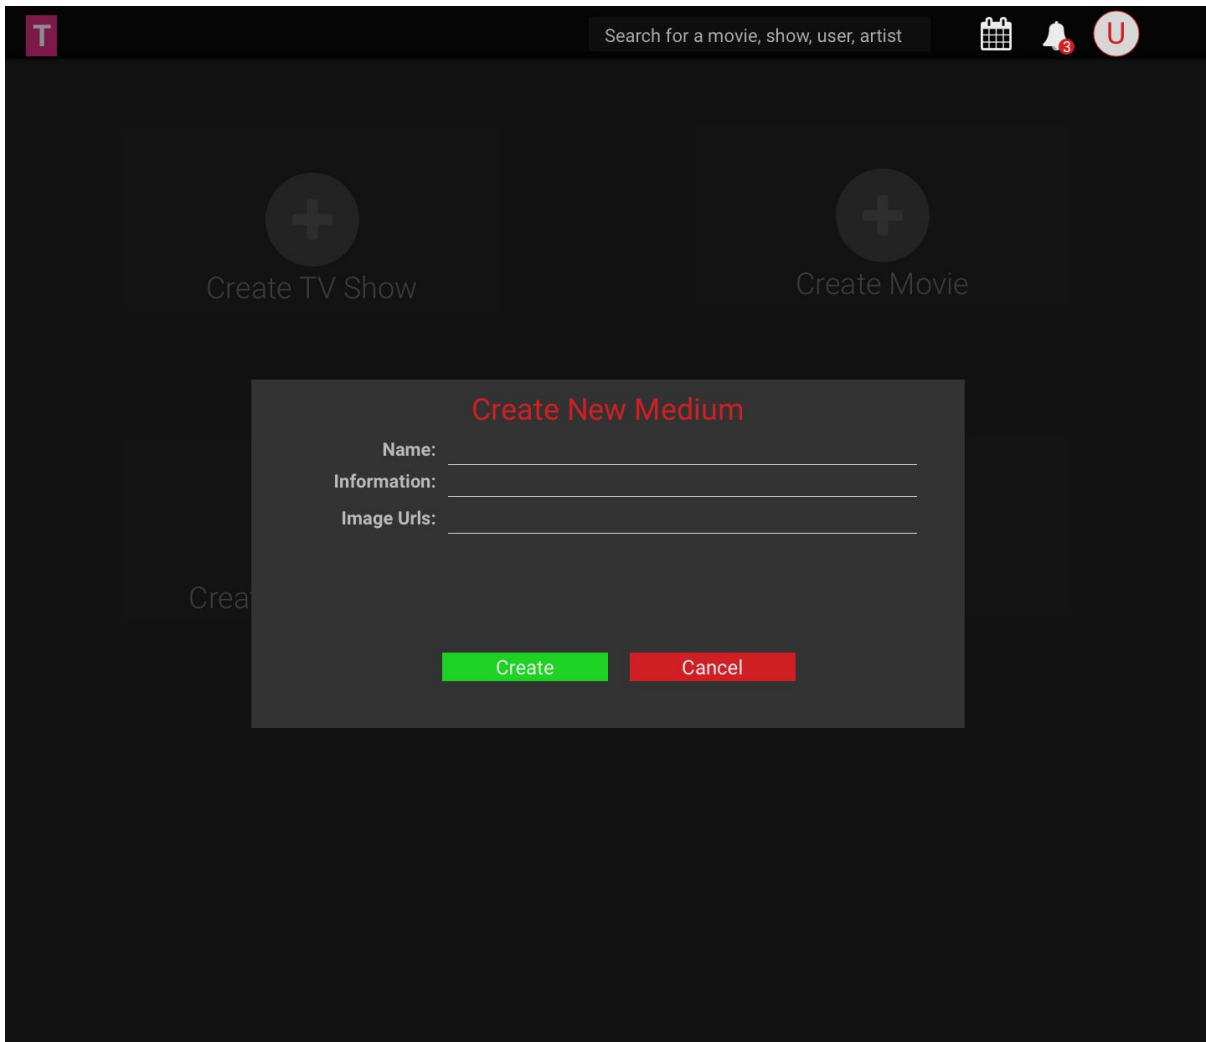 T
Search for a movie, show, user, artist
3
U
Create TV Show
Create Movie
Create New Medium
Name:
Information:
Image Urls:
Create Cancel